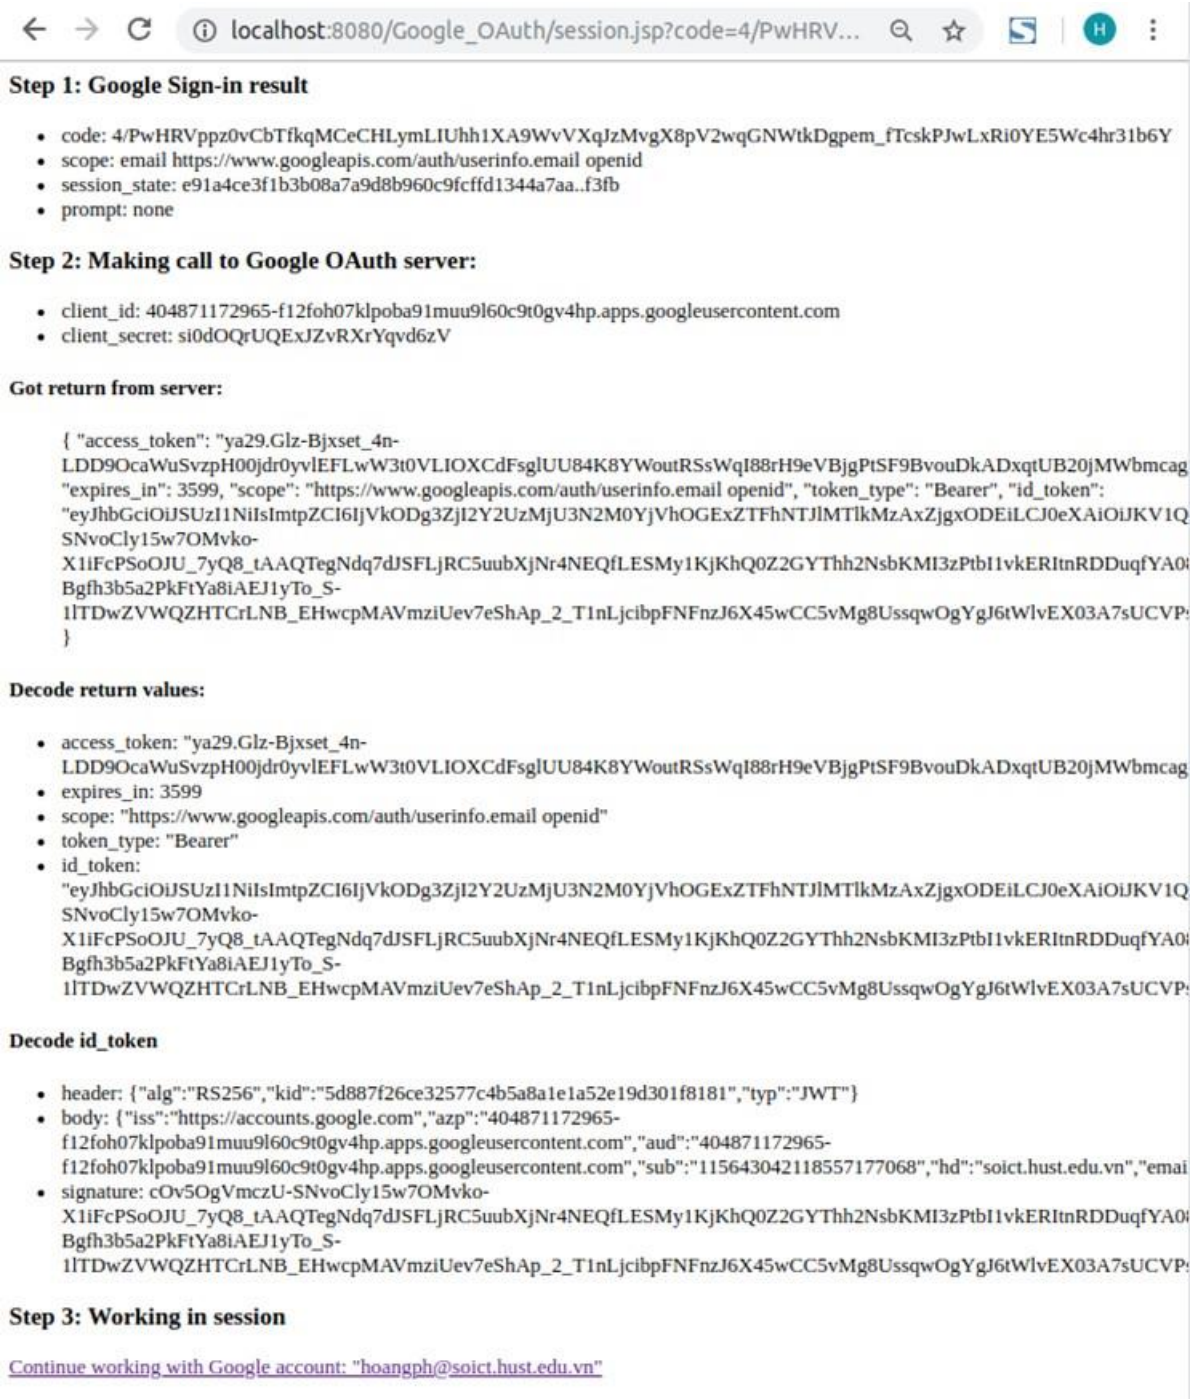 localhost:8080/Google_OAuth/session.jsp?code=4/PwHRV...
H
Step 1: Google Sign-in result
• code: 4/PwHRVppz0vCbTfkqMCeCHLymLIUhh1XA9WvVXqJzMvgX8pV2wqGNWtkDgpem_fTcskPJwLxRi0YE5Wc4hr31b6Y
• scope: email https://www.googleapis.com/auth/userinfo.email openid
• session_state: e91a4ce3f1b3b08a7a9d8b960c9fcffd1344a7aa..f3fb
• prompt: none
Step 2: Making call to Google OAuth server:
• client_id: 404871172965-f12foh07klpoba91muu9l60c9t0gv4hp.apps.googleusercontent.com
• client_secret: si0dOQrUQExJZvRXrYqvd6zV
Got return from server:
{ "access_token": "ya29.Glz-Bjxset_4n-
LDD9OcaWuSvzpH00jdr0yvlEFLwW3t0VLIOXCdFsglUU84K8YWoutRSsWqI88rH9eVBjgPtSF9BvouDkADxqtUB20jMWbmcag
"expires_in": 3599, "scope": "https://www.googleapis.com/auth/userinfo.email openid", "token_type": "Bearer", "id_token":
"eyJhbGciOiJSUzI1NiIsImtpZCI6IjVkODg3ZjI2Y2UzMjU3N2M0YjVhOGExZTFhNTJlMTlkMzAxZjgxODEiLCJ0eXAiOiJKV1Q
SNvoCly15w7OMvko-
X1iFcPSoOJU_7yQ8_tAAQTegNdq7dJSFLjRC5uubXjNr4NEQfLESMy1KjKhQ0Z2GYThh2NsbKMI3zPtbI1vkERItnRDDuqfYA08
Bgfh3b5a2PkFtYa8iAEJ1yTo_S-
1lTDwZVWQZHTCrLNB_EHwcpMAVmziUev7eShAp_2_T1nLjcibpFNFnzJ6X45wCC5vMg8UssqwOgYgJ6tWlvEX03A7sUCVPs
}
Decode return values:
• access_token: "ya29.Glz-Bjxset_4n-
LDD9OcaWuSvzpH00jdr0yvlEFLwW3t0VLIOXCdFsglUU84K8YWoutRSsWqI88rH9eVBjgPtSF9BvouDkADxqtUB20jMWbmcag
• expires_in: 3599
• scope: "https://www.googleapis.com/auth/userinfo.email openid"
• token_type: "Bearer"
• id_token:
"eyJhbGciOiJSUzI1NiIsImtpZCI6IjVkODg3ZjI2Y2UzMjU3N2M0YjVhOGExZTFhNTJlMTlkMzAxZjgxODEiLCJ0eXAiOiJKV1Q
SNvoCly15w7OMvko-
X1iFcPSoOJU_7yQ8_tAAQTegNdq7dJSFLjRC5uubXjNr4NEQfLESMy1KjKhQ0Z2GYThh2NsbKMI3zPtbI1vkERItnRDDuqfYA08
Bgfh3b5a2PkFtYa8iAEJ1yTo_S-
1lTDwZVWQZHTCrLNB_EHwcpMAVmziUev7eShAp_2_T1nLjcibpFNFnzJ6X45wCC5vMg8UssqwOgYgJ6tWlvEX03A7sUCVPs
Decode id_token
• header: {"alg":"RS256","kid":"5d887f26ce32577c4b5a8a1e1a52e19d301f8181","typ":"JWT"}
• body: {"iss":"https://accounts.google.com","azp":"404871172965-
f12foh07klpoba91muu9l60c9t0gv4hp.apps.googleusercontent.com","aud":"404871172965-
f12foh07klpoba91muu9l60c9t0gv4hp.apps.googleusercontent.com","sub":"115643042118557177068","hd":"soict.hust.edu.vn","emai
• signature: cOv5OgVmczU-SNvoCly15w7OMvko-
X1iFcPSoOJU_7yQ8_tAAQTegNdq7dJSFLjRC5uubXjNr4NEQfLESMy1KjKhQ0Z2GYThh2NsbKMI3zPtbI1vkERItnRDDuqfYA08
Bgfh3b5a2PkFtYa8iAEJ1yTo_S-
1lTDwZVWQZHTCrLNB_EHwcpMAVmziUev7eShAp_2_T1nLjcibpFNFnzJ6X45wCC5vMg8UssqwOgYgJ6tWlvEX03A7sUCVPs
Step 3: Working in session
Continue working with Google account: "hoangph@soict.hust.edu.vn"